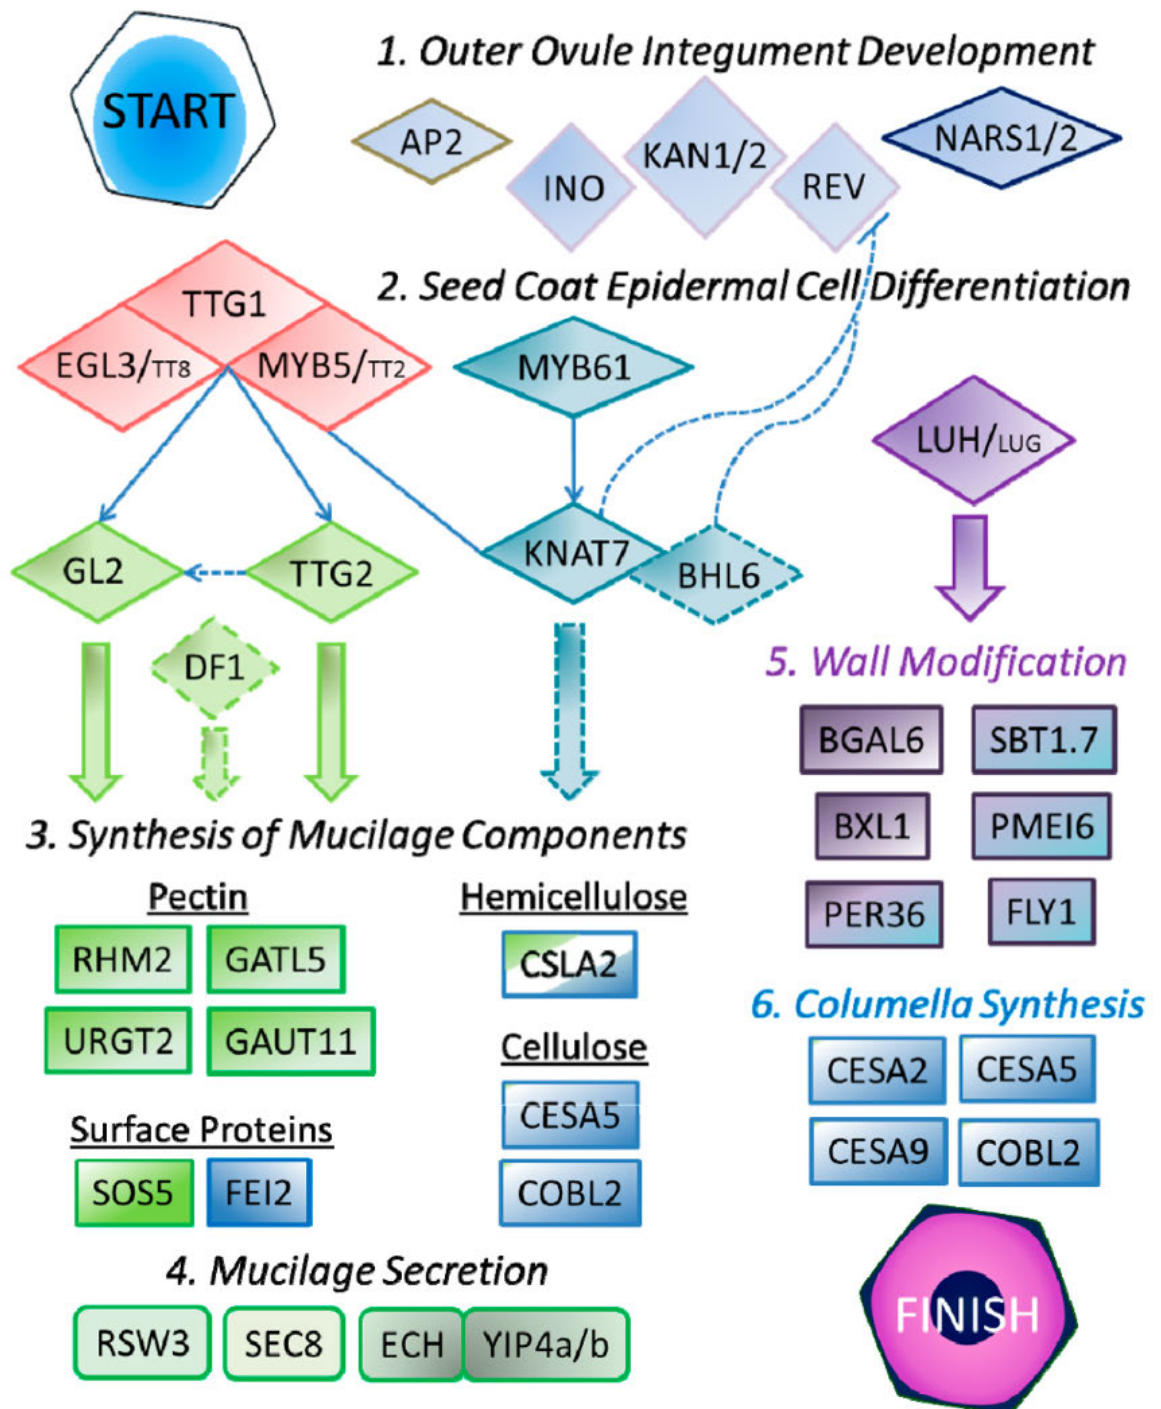 START
1. Outer Ovule Integument Development
AP2
INO
KAN1/2
REV
NARS1/2
2. Seed Coat Epidermal Cell Differentiation
TTG1
EGL3/TT8
MYB5/TT2
MYB61
LUH/LUG
GL2
TTG2
KNAT7
BHL6
DF1
3. Synthesis of Mucilage Components
Pectin
RHM2
GATL5
URGT2
GAUT11
Surface Proteins
SOS5
FEI2
Hemicellulose
CSLA2
Cellulose
CESA5
COBL2
4. Mucilage Secretion
RSW3
SEC8
ECH
YIP4a/b
5. Wall Modification
BGAL6
SBT1.7
BXL1
PMEI6
PER36
FLY1
6. Columella Synthesis
CESA2
CESA5
CESA9
COBL2
FINISH